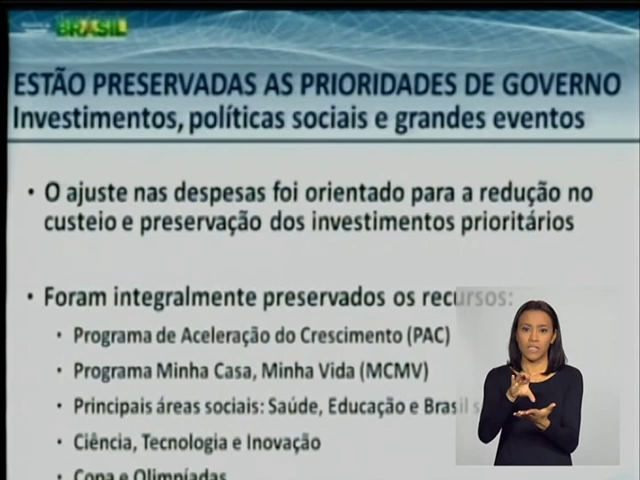 BRASIL
ESTÃO PRESERVADAS AS PRIORIDADES DE GOVERNO
Investimentos, políticas sociais e grandes eventos
• O ajuste nas despesas foi orientado para a redução no
custeio e preservação dos investimentos prioritários
• Foram integralmente preservados os recursos:
• Programa de Aceleração do Crescimento (PAC)
• Programa Minha Casa, Minha Vida (MCMV)
• Principais áreas sociais: Saúde, Educação e Brasil
• Ciência, Tecnologia e Inovação
• Copa e Olimpíadas